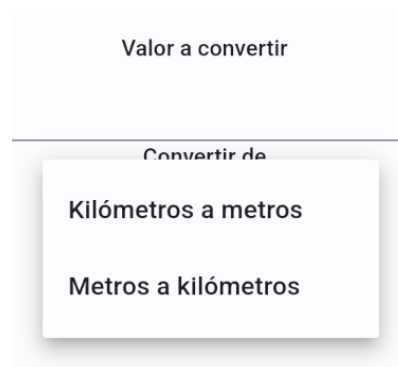 Valor a convertir
Convertir de
Kilómetros a metros
Metros a kilómetros